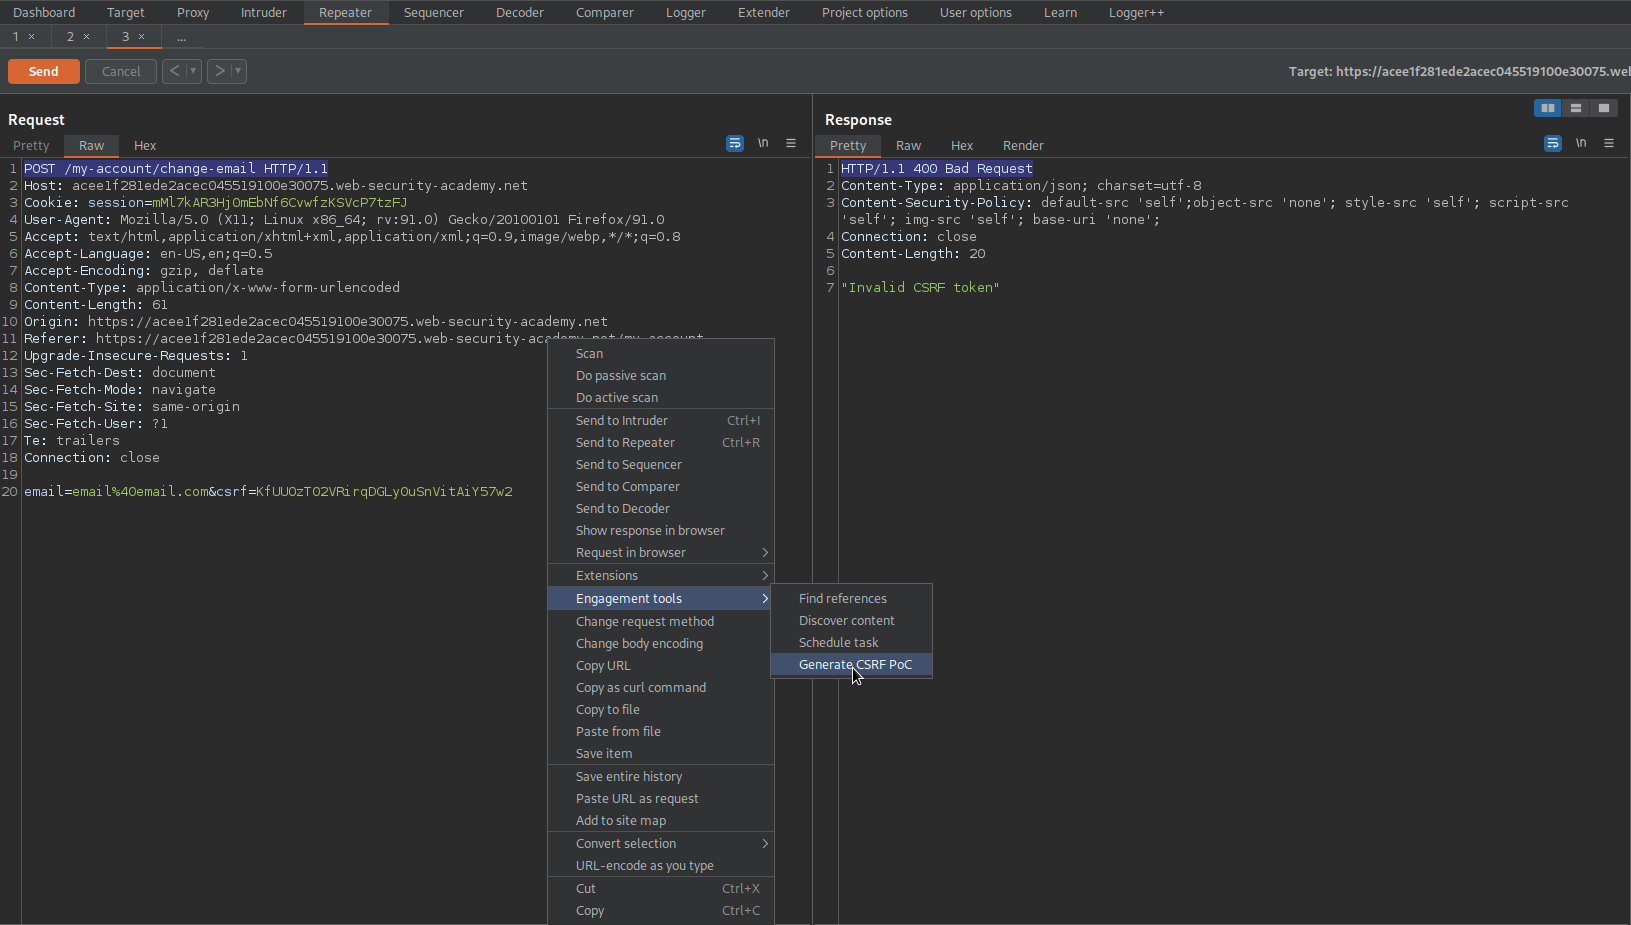 Dashboard Target Proxy Intruder Repeater Sequencer Decoder Comparer Logger Extender Project options User options Learn Logger++
1 × 2 × 3 × ...
Send Cancel < > Target: https://acee1f281ede2acec045519100e30075.web
Request
Pretty Raw Hex \n
1 POST /my-account/change-email HTTP/1.1
2 Host: acee1f281ede2acec045519100e30075.web-security-academy.net
3 Cookie: session=mMl7kAR3HjOmEbNf6CvwfzKSVcP7tzFJ
4 User-Agent: Mozilla/5.0 (X11; Linux x86_64; rv:91.0) Gecko/20100101 Firefox/91.0
5 Accept: text/html,application/xhtml+xml,application/xml;q=0.9,image/webp,*/*;q=0.8
6 Accept-Language: en-US,en;q=0.5
7 Accept-Encoding: gzip, deflate
8 Content-Type: application/x-www-form-urlencoded
9 Content-Length: 61
10 Origin: https://acee1f281ede2acec045519100e30075.web-security-academy.net
11 Referer: https://acee1f281ede2acec045519100e30075.web-security-academy.net/my-account
12 Upgrade-Insecure-Requests: 1
13 Sec-Fetch-Dest: document
14 Sec-Fetch-Mode: navigate
15 Sec-Fetch-Site: same-origin
16 Sec-Fetch-User: ?1
17 Te: trailers
18 Connection: close
19
20 email=email%40email.com&csrf=KfUUOzTO2VRirqDGLyOuSnVitAiY57w2
Response
Pretty Raw Hex Render \n
1 HTTP/1.1 400 Bad Request
2 Content-Type: application/json; charset=utf-8
3 Content-Security-Policy: default-src 'self';object-src 'none'; style-src 'self'; script-src
'self'; img-src 'self'; base-uri 'none';
4 Connection: close
5 Content-Length: 20
6
7 "Invalid CSRF token"
Scan
Do passive scan
Do active scan
Send to Intruder Ctrl+I
Send to Repeater Ctrl+R
Send to Sequencer
Send to Comparer
Send to Decoder
Show response in browser
Request in browser >
Extensions >
Engagement tools >
Change request method
Change body encoding
Copy URL
Copy as curl command
Copy to file
Paste from file
Save item
Save entire history
Paste URL as request
Add to site map
Convert selection >
URL-encode as you type
Cut Ctrl+X
Copy Ctrl+C
Find references
Discover content
Schedule task
Generate CSRF PoC